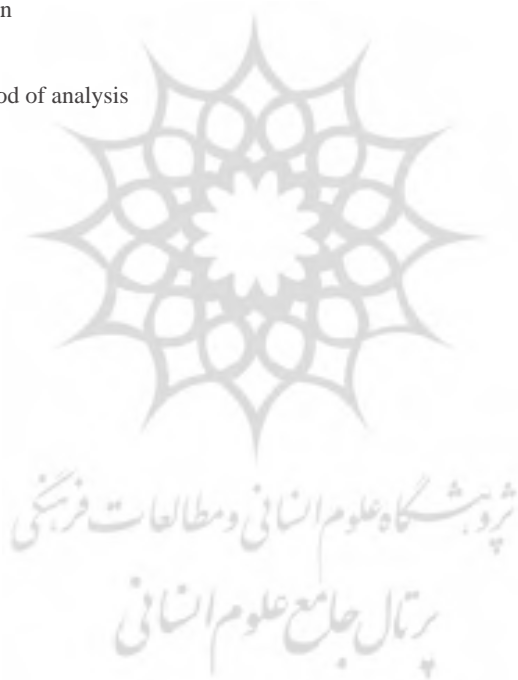 n
od of analysis
پژوهشگاه علوم انسانی و مطالعات فرهنگی
پرتال جامع علوم انسانی